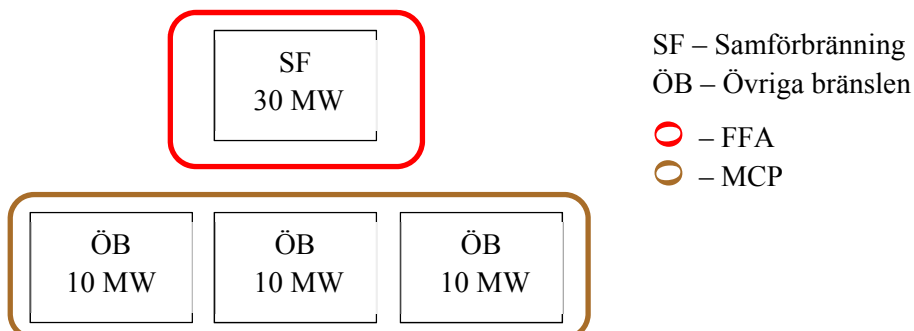 SF
30 MW
SF – Samförbränning
ÖB – Övriga bränslen
– FFA
– MCP
ÖB
10 MW
ÖB
10 MW
ÖB
10 MW